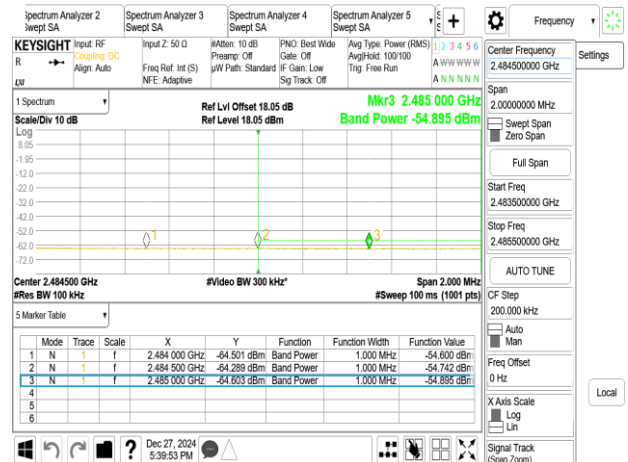 Spectrum Analyzer 2 Spectrum Analyzer 3 Spectrum Analyzer 4 Spectrum Analyzer 5
Swept SA Swept SA Swept SA Swept SA
+
Frequency
KEYSIGHT Input: RF Input Z: 50 Ω #Atten: 10 dB PNO: Best Wide Avg Type: Power (RMS) 1 2 3 4 5 6
R Coupling: DC Preamp: Off Gate: Off Avg|Hold: 100/100 A W W W W W
Align: Auto Freq Ref: Int (S) µW Path: Standard IF Gain: Low Trig: Free Run
NFE: Adaptive Sig Track: Off A N N N N N
1 Spectrum
Scale/Div 10 dB
Log
Ref Lvl Offset 18.05 dB
Ref Level 18.05 dBm
Mkr3 2.485 000 GHz
Band Power -54.895 dBm
8.05
-1.95
-12.0
-22.0
-32.0
-42.0
-52.0
-62.0
-72.0
1 2 3
Center 2.484500 GHz #Video BW 300 kHz* Span 2.000 MHz
#Res BW 100 kHz #Sweep 100 ms (1001 pts)
5 Marker Table
Mode Trace Scale X Y Function Function Width Function Value
1 N 1 f 2.484 000 GHz -64.501 dBm Band Power 1.000 MHz -54.600 dBm
2 N 1 f 2.484 500 GHz -64.289 dBm Band Power 1.000 MHz -54.742 dBm
3 N 1 f 2.485 000 GHz -64.603 dBm Band Power 1.000 MHz -54.895 dBm
4
5
6
?
Dec 27, 2024
5:39:53 PM
Center Frequency
2.484500000 GHz
Settings
Span
2.00000000 MHz
Swept Span
Zero Span
Full Span
Start Freq
2.483500000 GHz
Stop Freq
2.485500000 GHz
AUTO TUNE
CF Step
200.000 kHz
Auto
Man
Freq Offset
0 Hz
X Axis Scale
Log
Lin
Local
Signal Track
(Span Zoom)